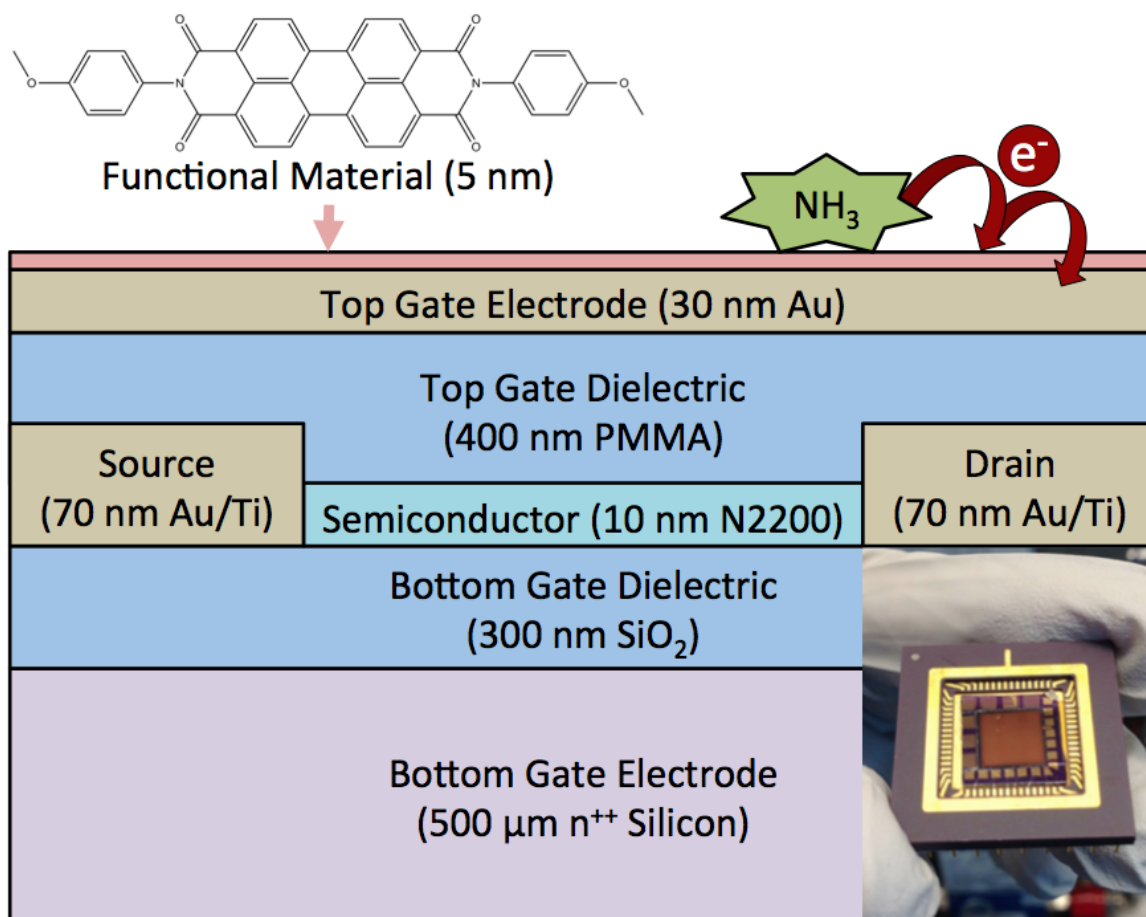 O O
O N N O
O O
Functional Material (5 nm)
e-
NH3
Top Gate Electrode (30 nm Au)
Top Gate Dielectric
(400 nm PMMA)
Source
(70 nm Au/Ti)
Drain
(70 nm Au/Ti)
Semiconductor (10 nm N2200)
Bottom Gate Dielectric
(300 nm SiO2)
Bottom Gate Electrode
(500 µm n++ Silicon)